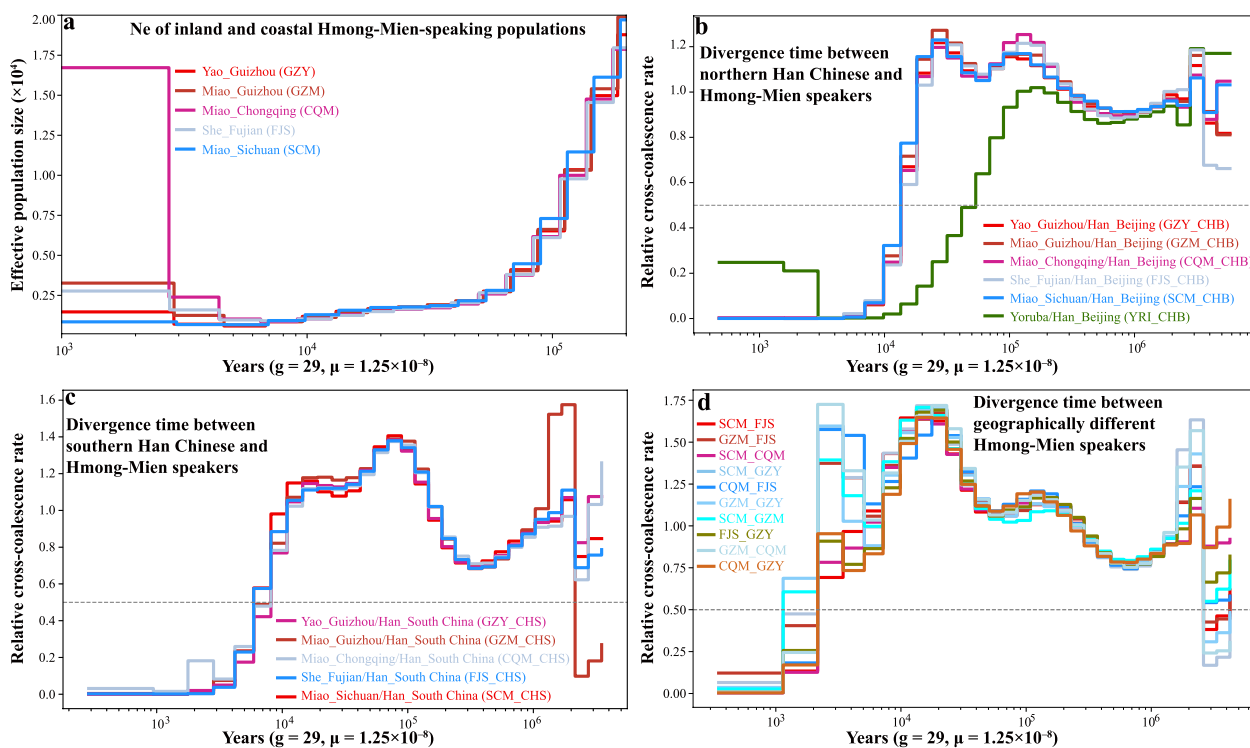 a
Ne of inland and coastal Hmong-Mien-speaking populations
Effective population size (×10⁴)
2.00
1.75
1.50
1.25
1.00
0.75
0.50
0.25
Yao_Guizhou (GZY)
Miao_Guizhou (GZM)
Miao_Chongqing (CQM)
She_Fujian (FJS)
Miao_Sichuan (SCM)
10³ 10⁴ 10⁵
Years (g = 29, μ = 1.25×10⁻⁸)
b
Divergence time between
northern Han Chinese and
Hmong-Mien speakers
Relative cross-coalescence rate
1.2
1.0
0.8
0.6
0.4
0.2
0.0
Yao_Guizhou/Han_Beijing (GZY_CHB)
Miao_Guizhou/Han_Beijing (GZM_CHB)
Miao_Chongqing/Han_Beijing (CQM_CHB)
She_Fujian/Han_Beijing (FJS_CHB)
Miao_Sichuan/Han_Beijing (SCM_CHB)
Yoruba/Han_Beijing (YRI_CHB)
10³ 10⁴ 10⁵ 10⁶
Years (g = 29, μ = 1.25×10⁻⁸)
c
Divergence time between
southern Han Chinese and
Hmong-Mien speakers
Relative cross-coalescence rate
1.6
1.4
1.2
1.0
0.8
0.6
0.4
0.2
0.0
Yao_Guizhou/Han_South China (GZY_CHS)
Miao_Guizhou/Han_South China (GZM_CHS)
Miao_Chongqing/Han_South China (CQM_CHS)
She_Fujian/Han_South China (FJS_CHS)
Miao_Sichuan/Han_South China (SCM_CHS)
10³ 10⁴ 10⁵ 10⁶
Years (g = 29, μ = 1.25×10⁻⁸)
d
Divergence time between
geographically different
Hmong-Mien speakers
Relative cross-coalescence rate
1.75
1.50
1.25
1.00
0.75
0.50
0.25
0.00
SCM_FJS
GZM_FJS
SCM_CQM
SCM_GZY
CQM_FJS
GZM_GZY
SCM_GZM
FJS_GZY
GZM_CQM
CQM_GZY
10³ 10⁴ 10⁵ 10⁶
Years (g = 29, μ = 1.25×10⁻⁸)